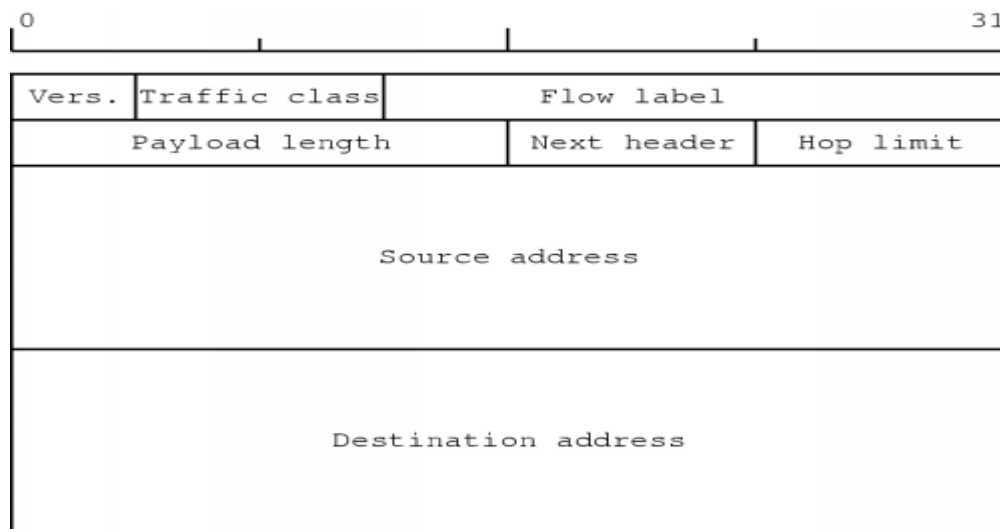 0 31
Vers. Traffic class Flow label
Payload length Next header Hop limit
Source address
Destination address